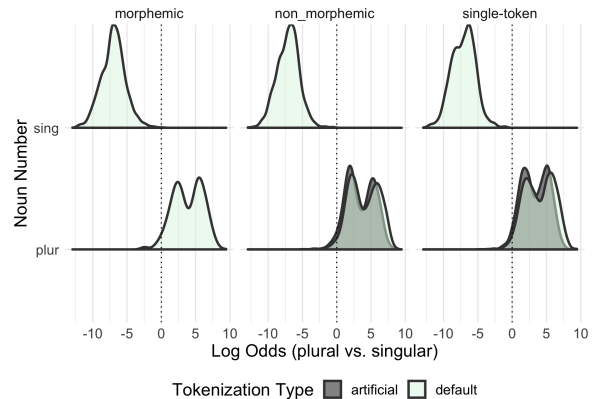 morphemic non_morphemic single-token
Noun Number
sing
plur
-10 -5 0 5 10 -10 -5 0 5 10 -10 -5 0 5 10
Log Odds (plural vs. singular)
Tokenization Type artificial default